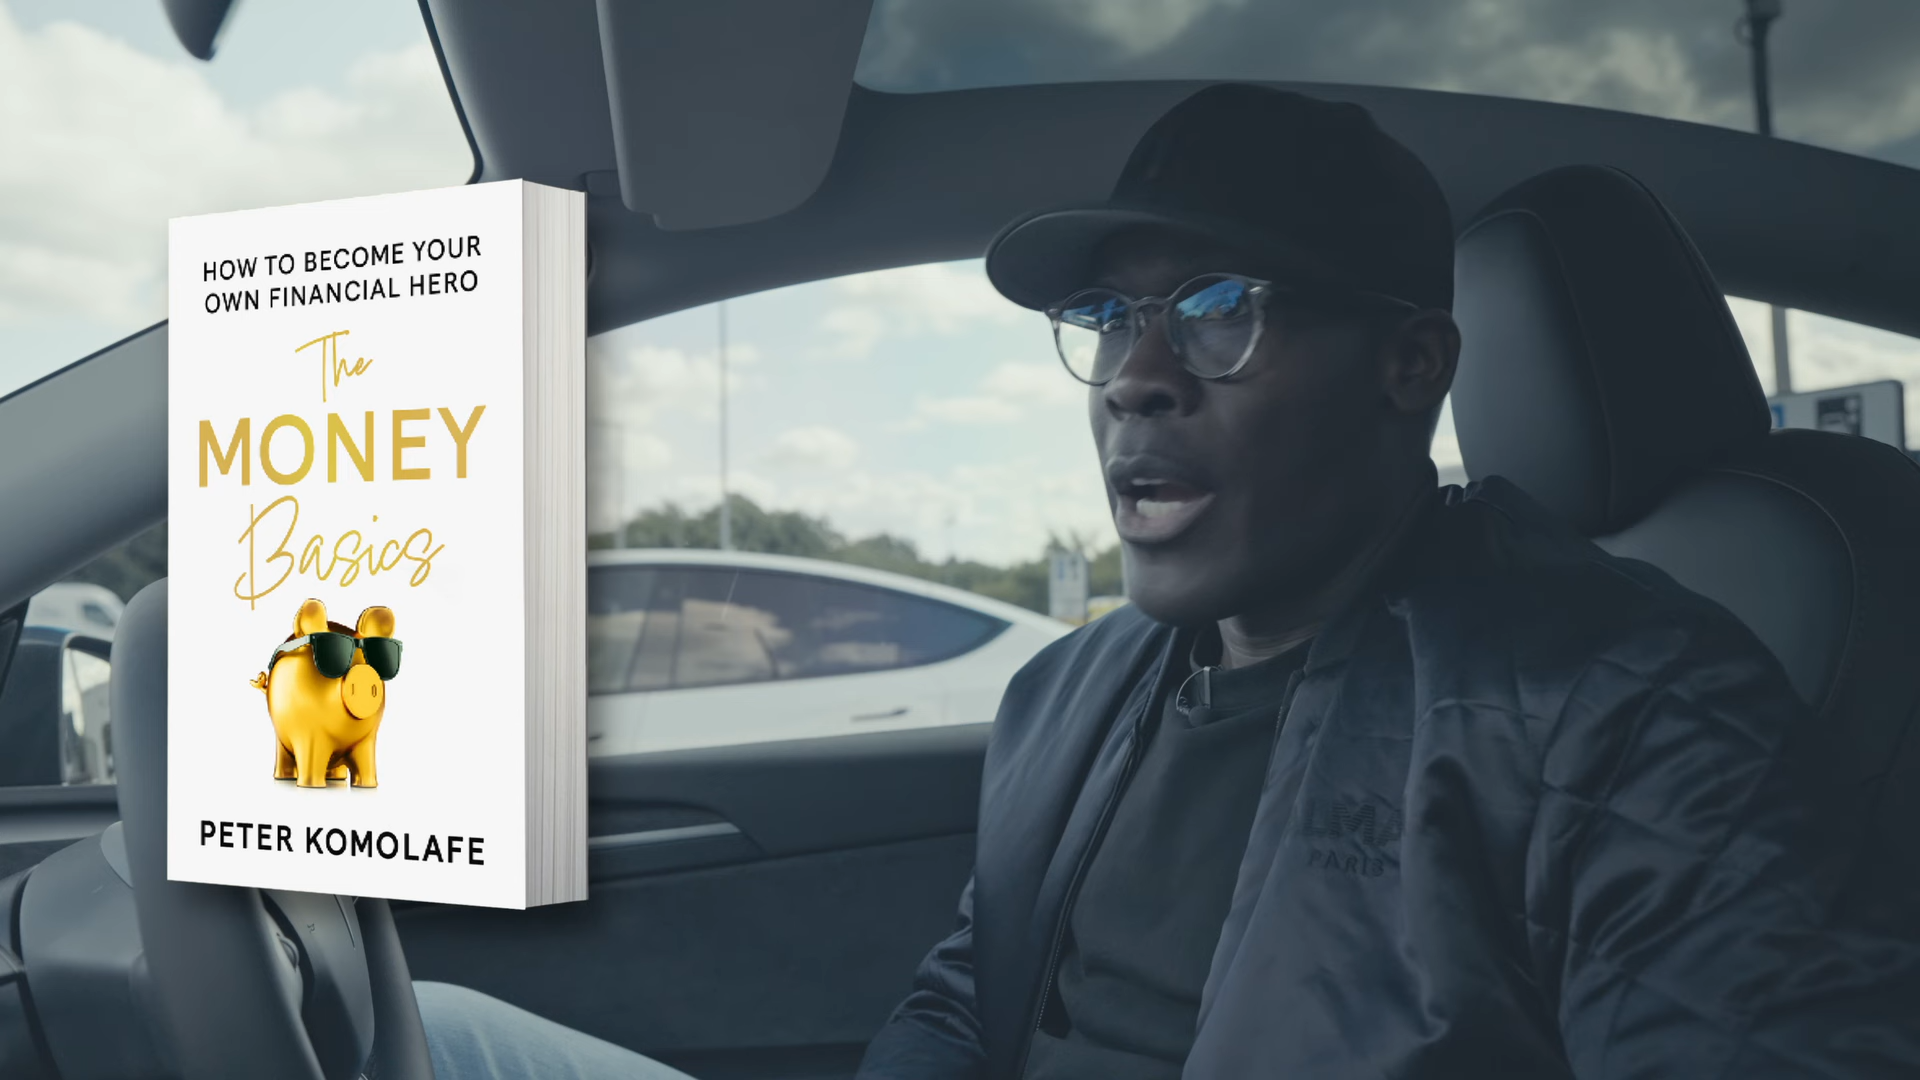 HOW TO BECOME YOUR
OWN FINANCIAL HERO
The
MONEY
Basics
PETER KOMOLAFE
PARIS